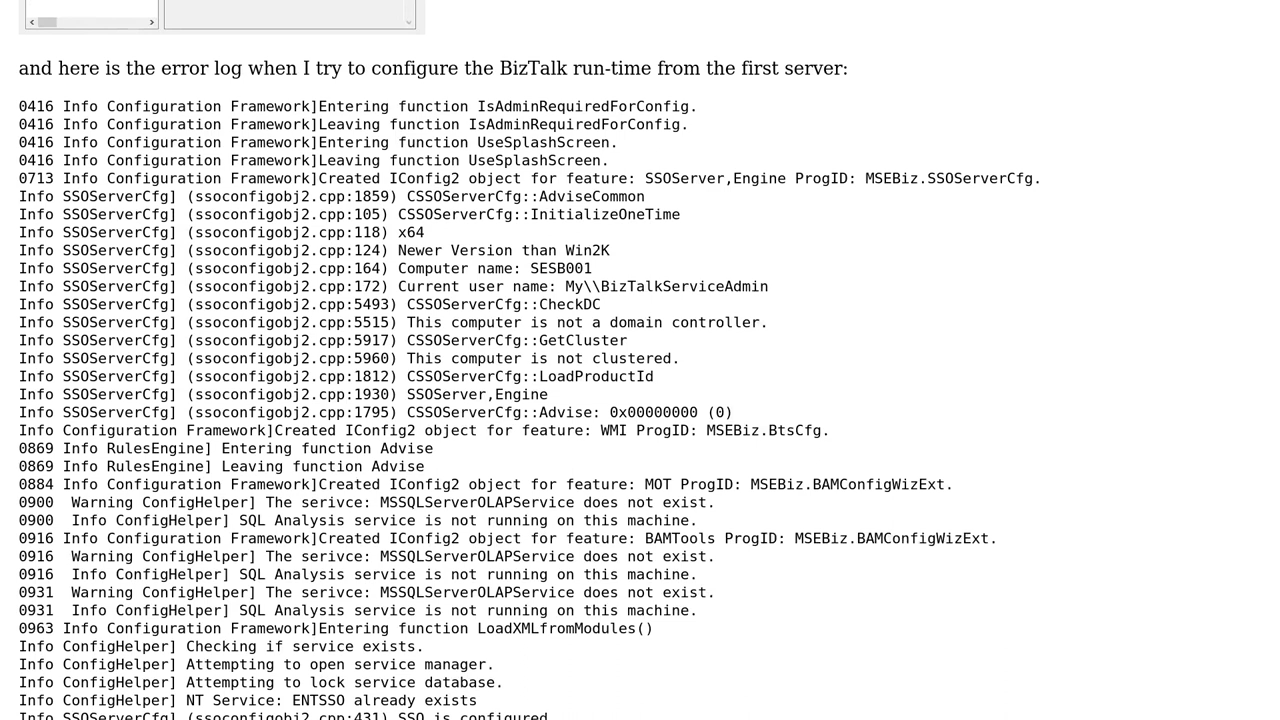 and here is the error log when I try to configure the BizTalk run-time from the first server:
0416 Info Configuration Framework]Entering function IsAdminRequiredForConfig.
0416 Info Configuration Framework]Leaving function IsAdminRequiredForConfig.
0416 Info Configuration Framework]Entering function UseSplashScreen.
0416 Info Configuration Framework]Leaving function UseSplashScreen.
0713 Info Configuration Framework]Created IConfig2 object for feature: SSOServer,Engine ProgID: MSEBiz.SSOServerCfg.
Info SSOServerCfg] (ssoconfigobj2.cpp:1859) CSSOServerCfg::AdviseCommon
Info SSOServerCfg] (ssoconfigobj2.cpp:105) CSSOServerCfg::InitializeOneTime
Info SSOServerCfg] (ssoconfigobj2.cpp:118) x64
Info SSOServerCfg] (ssoconfigobj2.cpp:124) Newer Version than Win2K
Info SSOServerCfg] (ssoconfigobj2.cpp:164) Computer name: SESB001
Info SSOServerCfg] (ssoconfigobj2.cpp:172) Current user name: My\\BizTalkServiceAdmin
Info SSOServerCfg] (ssoconfigobj2.cpp:5493) CSSOServerCfg::CheckDC
Info SSOServerCfg] (ssoconfigobj2.cpp:5515) This computer is not a domain controller.
Info SSOServerCfg] (ssoconfigobj2.cpp:5917) CSSOServerCfg::GetCluster
Info SSOServerCfg] (ssoconfigobj2.cpp:5960) This computer is not clustered.
Info SSOServerCfg] (ssoconfigobj2.cpp:1812) CSSOServerCfg::LoadProductId
Info SSOServerCfg] (ssoconfigobj2.cpp:1930) SSOServer,Engine
Info SSOServerCfg] (ssoconfigobj2.cpp:1795) CSSOServerCfg::Advise: 0x00000000 (0)
Info Configuration Framework]Created IConfig2 object for feature: WMI ProgID: MSEBiz.BtsCfg.
0869 Info RulesEngine] Entering function Advise
0869 Info RulesEngine] Leaving function Advise
0884 Info Configuration Framework]Created IConfig2 object for feature: MOT ProgID: MSEBiz.BAMConfigWizExt.
0900  Warning ConfigHelper] The serivce: MSSQLServerOLAPService does not exist.
0900  Info ConfigHelper] SQL Analysis service is not running on this machine.
0916 Info Configuration Framework]Created IConfig2 object for feature: BAMTools ProgID: MSEBiz.BAMConfigWizExt.
0916  Warning ConfigHelper] The serivce: MSSQLServerOLAPService does not exist.
0916  Info ConfigHelper] SQL Analysis service is not running on this machine.
0931  Warning ConfigHelper] The serivce: MSSQLServerOLAPService does not exist.
0931  Info ConfigHelper] SQL Analysis service is not running on this machine.
0963 Info Configuration Framework]Entering function LoadXMLfromModules()
Info ConfigHelper] Checking if service exists.
Info ConfigHelper] Attempting to open service manager.
Info ConfigHelper] Attempting to lock service database.
Info ConfigHelper] NT Service: ENTSSO already exists
Info SSOServerCfg] (ssoconfigobj2.cpp:431) SSO is configured